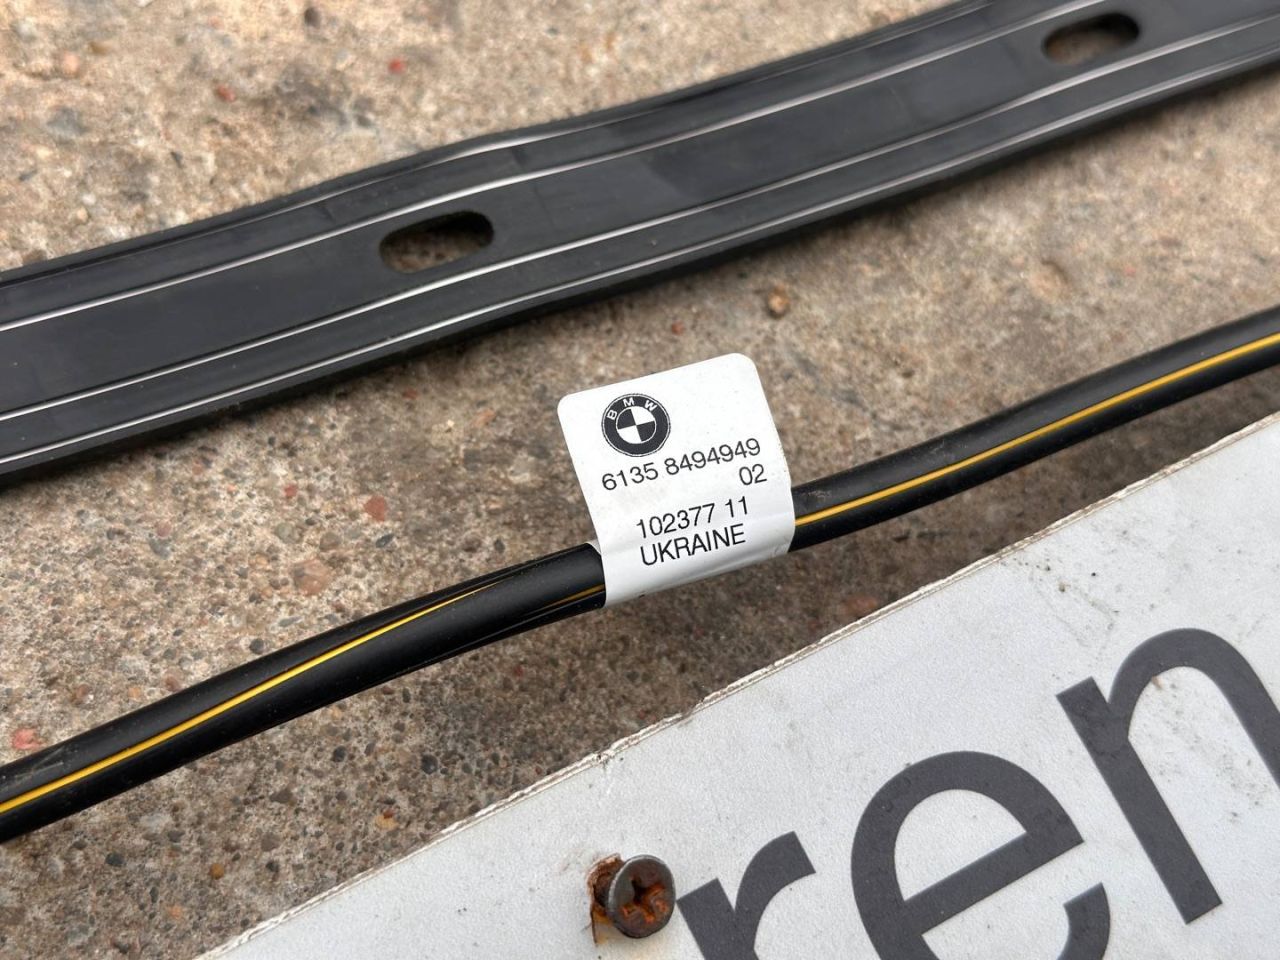 BMW
6135 8494949
02
102377 11
UKRAINE
ren